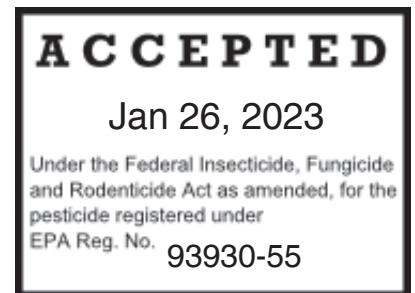 ACCEPTED
Jan 26, 2023
Under the Federal Insecticide, Fungicide
and Rodenticide Act as amended, for the
pesticide registered under
EPA Reg. No. 93930-55